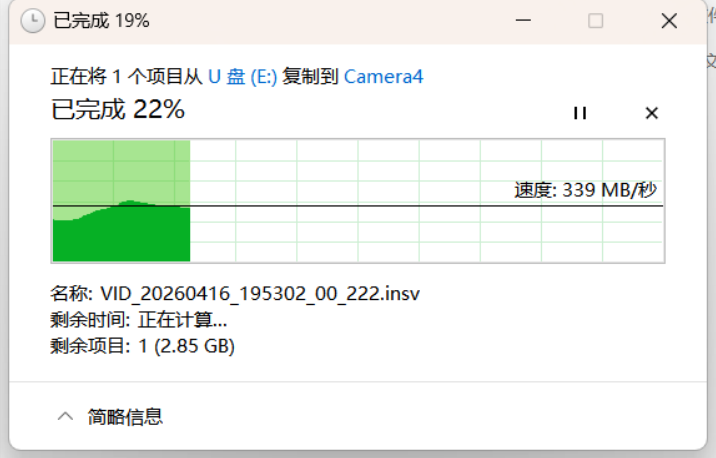 已完成 19%
正在将 1 个项目从 U 盘 (E:) 复制到 Camera4
已完成 22%
速度: 339 MB/秒
名称: VID_20260416_195302_00_222.insv
剩余时间: 正在计算...
剩余项目: 1 (2.85 GB)
简略信息